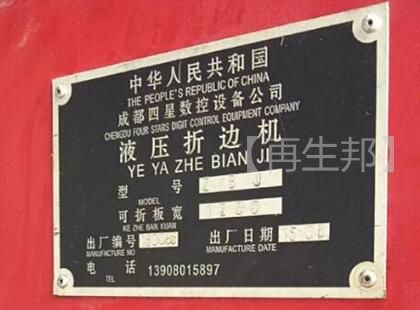 中华人民共和国
THE PEOPLE'S REPUBLIC OF CHINA
成都四星数控设备公司
CHENGDU FOUR STARS DIGIT CONTROL EQUIPMENT COMPANY
液压折边机
YE YA ZHE BIAN JI
【再生邦】
型号
MODEL
可折板宽
KE ZHE BAN KUAN
出厂编号 出厂日期
MANUFACTURE NO MANUFACTURE DATE
电话 13908015897
TEL